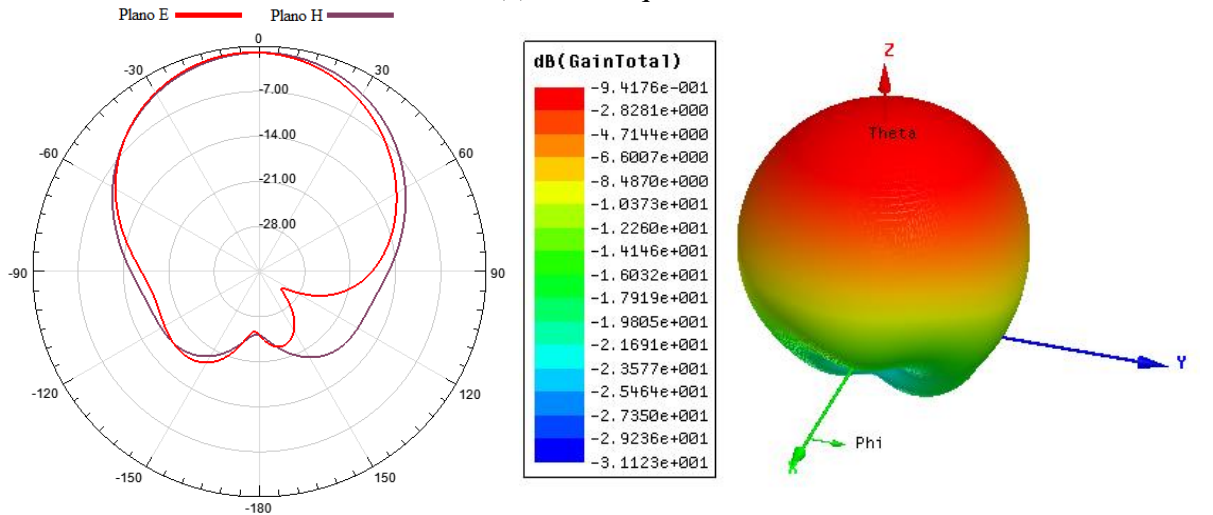 Plano E
Plano H
0
-30
30
-7.00
-14.00
-60
60
-21.00
-28.00
-90
90
-120
120
-150
150
-180
dB(GainTotal)
-9.4176e-001
-2.8281e+000
-4.7144e+000
-6.6007e+000
-8.4870e+000
-1.0373e+001
-1.2260e+001
-1.4146e+001
-1.6032e+001
-1.7919e+001
-1.9805e+001
-2.1691e+001
-2.3577e+001
-2.5464e+001
-2.7350e+001
-2.9236e+001
-3.1123e+001
Z
Theta
Y
Phi